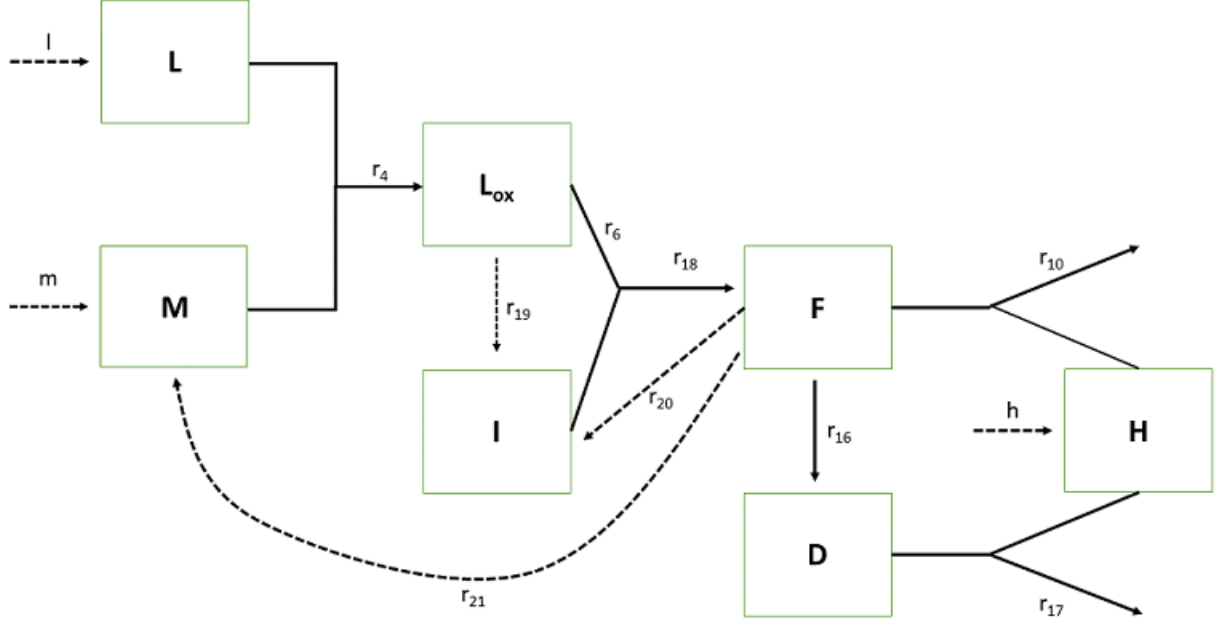 l
L
r₄
Lₒₓ
r₆
m
M
r₁₈
r₁₉
F
r₁₀
I
r₂₀
r₁₆
h
H
D
r₂₁
r₁₇